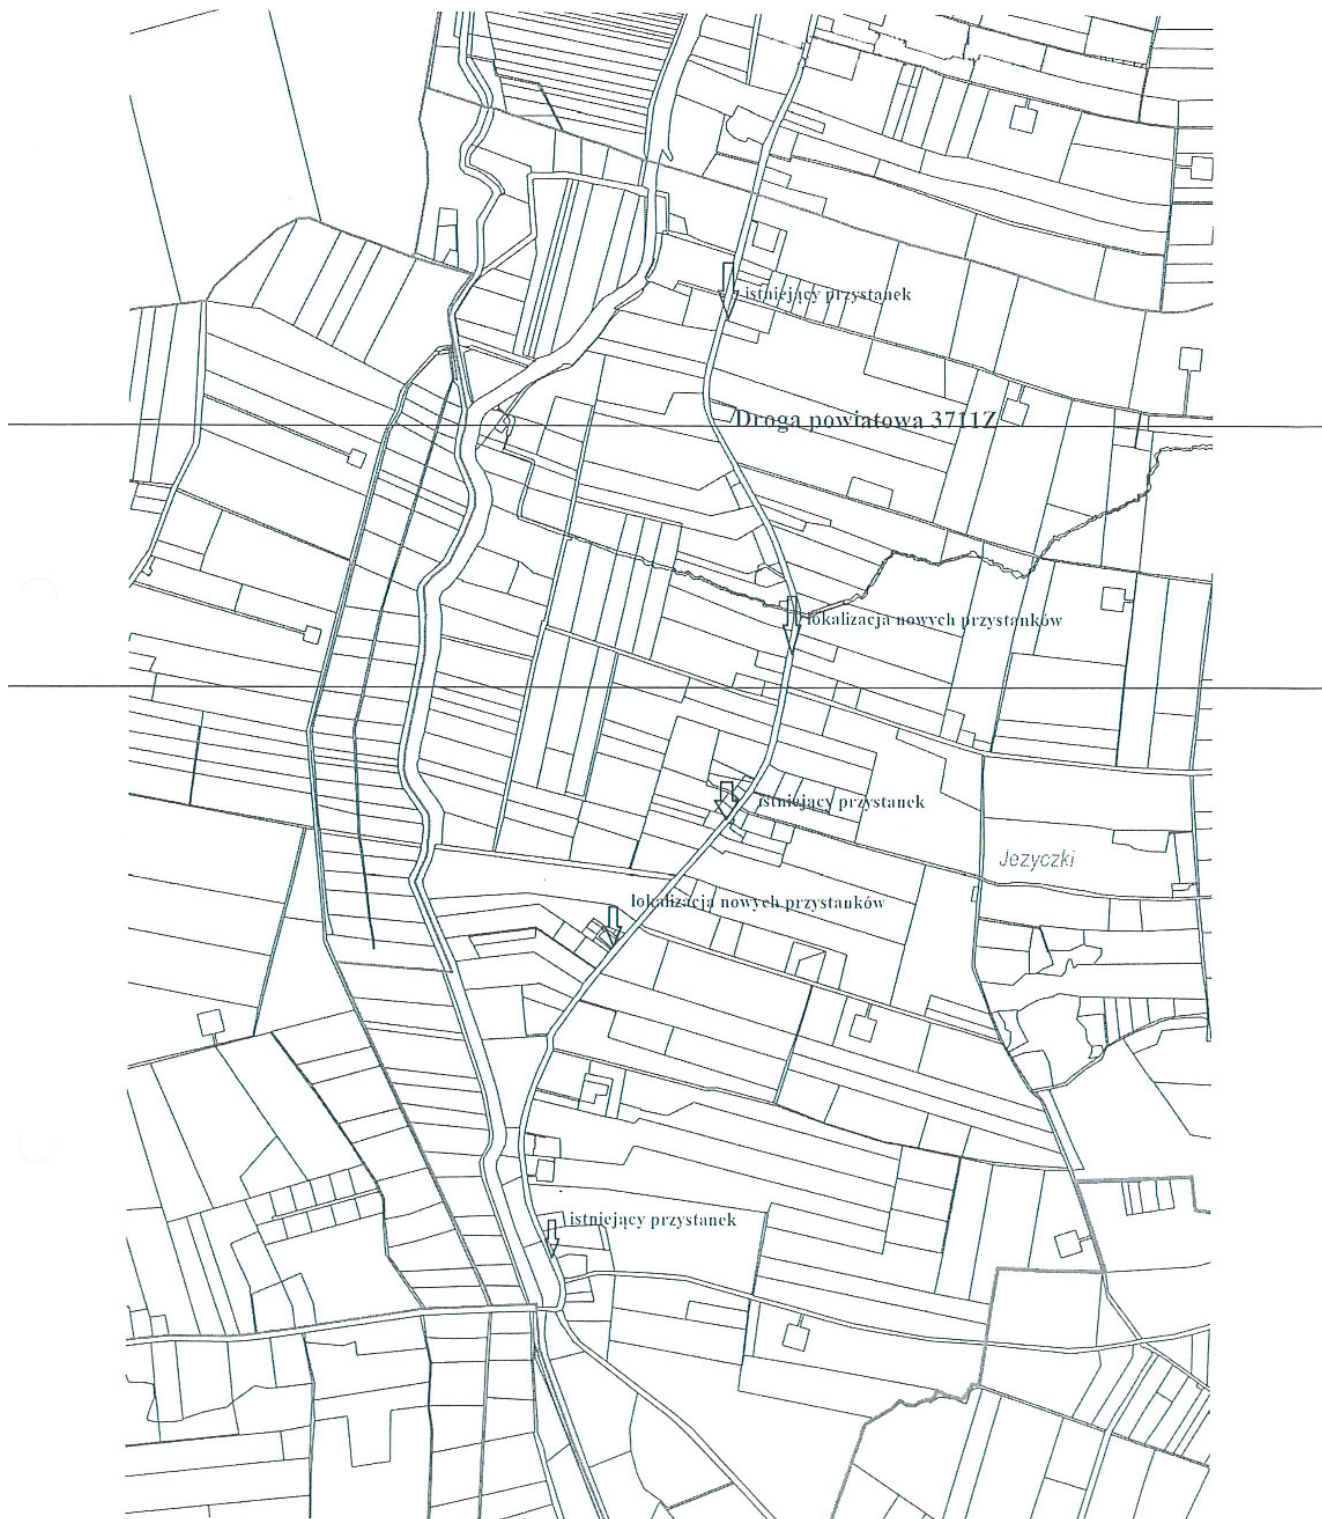 istniejący przystanek
Droga powiatowa 3711Z
lokalizacja nowych przystanków
istniejący przystanek
Jezyczki
lokalizacja nowych przystanków
istniejący przystanek